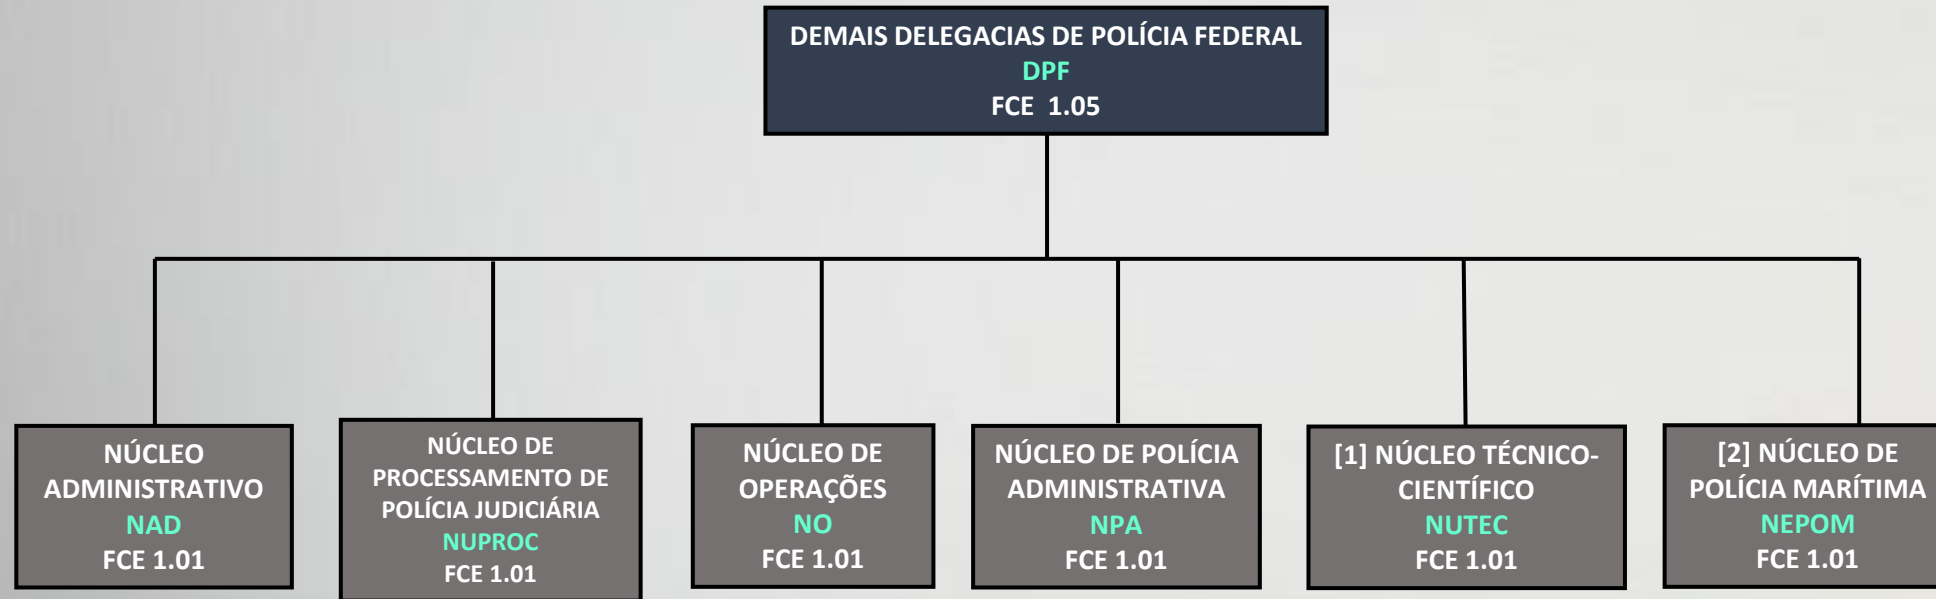 DEMAIS DELEGACIAS DE POLÍCIA FEDERAL
DPF
FCE 1.05
NÚCLEO
ADMINISTRATIVO
NAD
FCE 1.01
NÚCLEO DE
PROCESSAMENTO DE
POLÍCIA JUDICIÁRIA
NUPROC
FCE 1.01
NÚCLEO DE
OPERAÇÕES
NO
FCE 1.01
NÚCLEO DE POLÍCIA
ADMINISTRATIVA
NPA
FCE 1.01
[1] NÚCLEO TÉCNICO-
CIENTÍFICO
NUTEC
FCE 1.01
[2] NÚCLEO DE
POLÍCIA MARÍTIMA
NEPOM
FCE 1.01